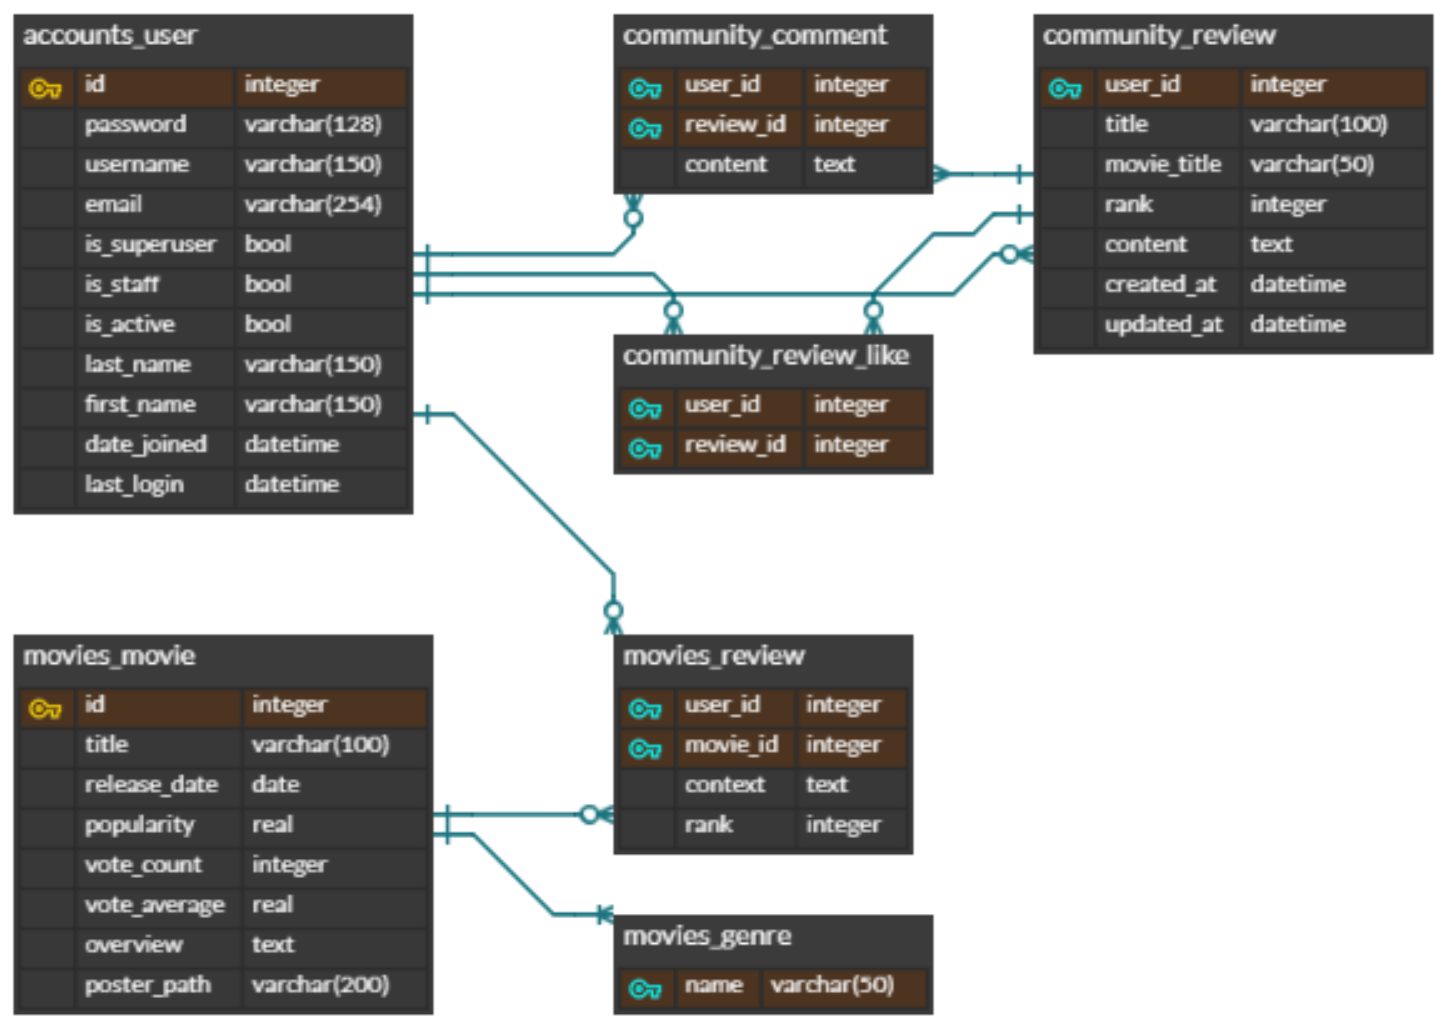 accounts_user
id integer
password varchar(128)
username varchar(150)
email varchar(254)
is_superuser bool
is_staff bool
is_active bool
last_name varchar(150)
first_name varchar(150)
date_joined datetime
last_login datetime
community_comment
user_id integer
review_id integer
content text
community_review
user_id integer
title varchar(100)
movie_title varchar(50)
rank integer
content text
created_at datetime
updated_at datetime
community_review_like
user_id integer
review_id integer
movies_movie
id integer
title varchar(100)
release_date date
popularity real
vote_count integer
vote_average real
overview text
poster_path varchar(200)
movies_review
user_id integer
movie_id integer
context text
rank integer
movies_genre
name varchar(50)